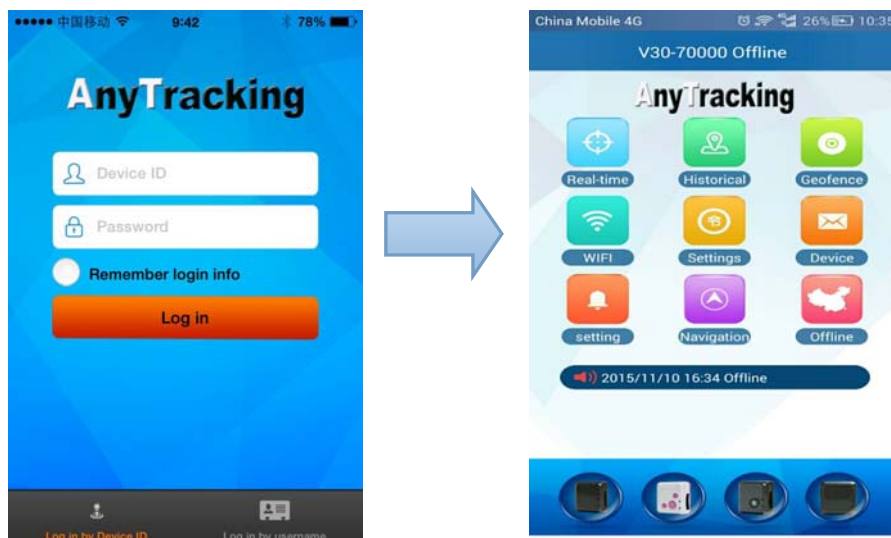 中国移动 9:42 78%
AnyTracking
Device ID
Password
Remember login info
Log in
Log in by Device ID Log in by username
China Mobile 4G 26% 10:35
V30-70000 Offline
AnyTracking
Real-time Historical Geofence
WIFI Settings Device
setting Navigation Offline
2015/11/10 16:34 Offline